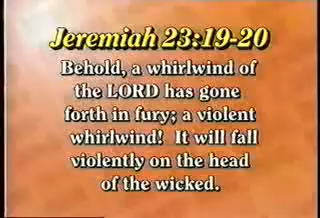 Jeremiah 23:19-20
Behold, a whirlwind of
the LORD has gone
forth in fury; a violent
whirlwind!  It will fall
violently on the head
of the wicked.